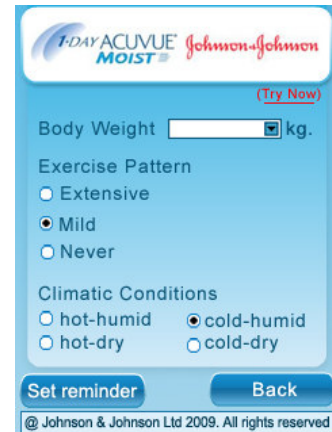 1·DAY ACUVUE® Johnson & Johnson
MOIST
(Try Now)
Body Weight kg.
Exercise Pattern
Extensive
Mild
Never
Climatic Conditions
hot-humid cold-humid
hot-dry cold-dry
Set reminder Back
@ Johnson & Johnson Ltd 2009. All rights reserved